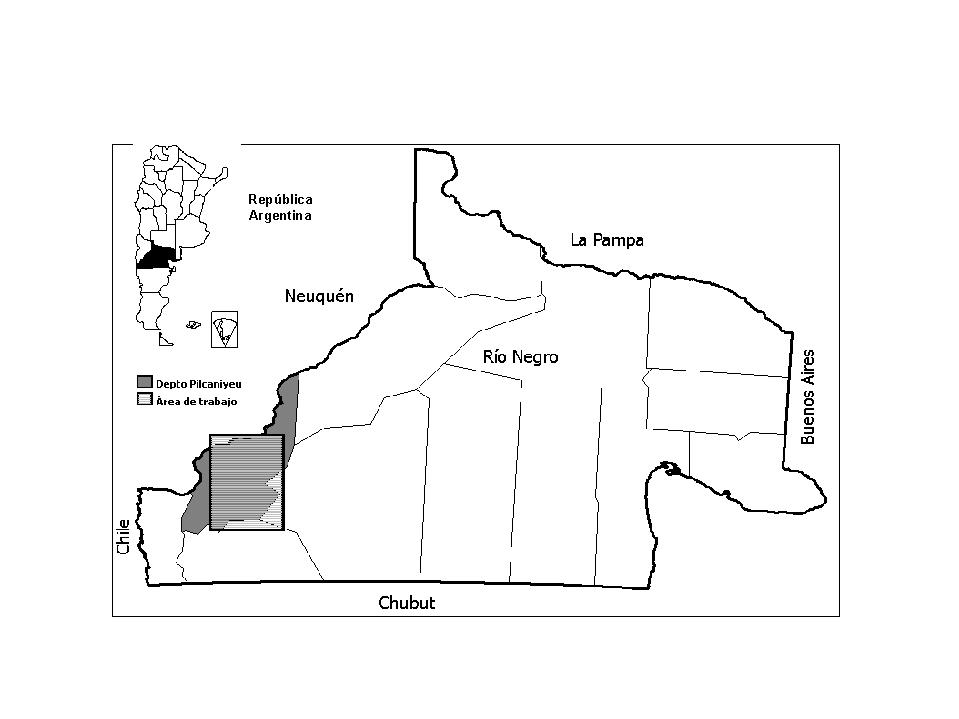 República
Argentina
La Pampa
Neuquén
Río Negro
Buenos Aires
Depto Pilcaniyeu
Área de trabajo
Chile
Chubut